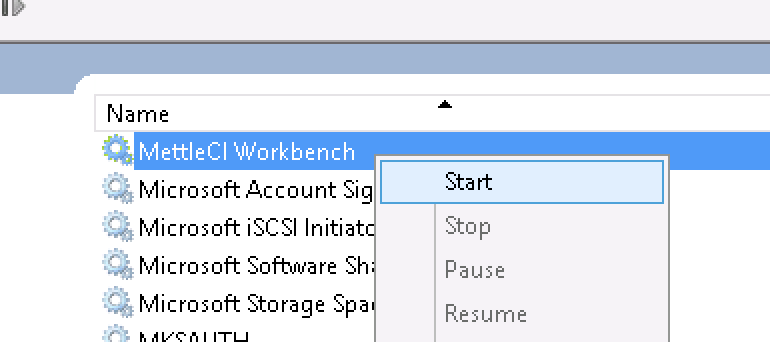 Name
MettleCI Workbench
Microsoft Account Sig
Start
Microsoft iSCSI Initiato
Stop
Microsoft Software Sha
Pause
Microsoft Storage Spa
Resume
MKSAUTH